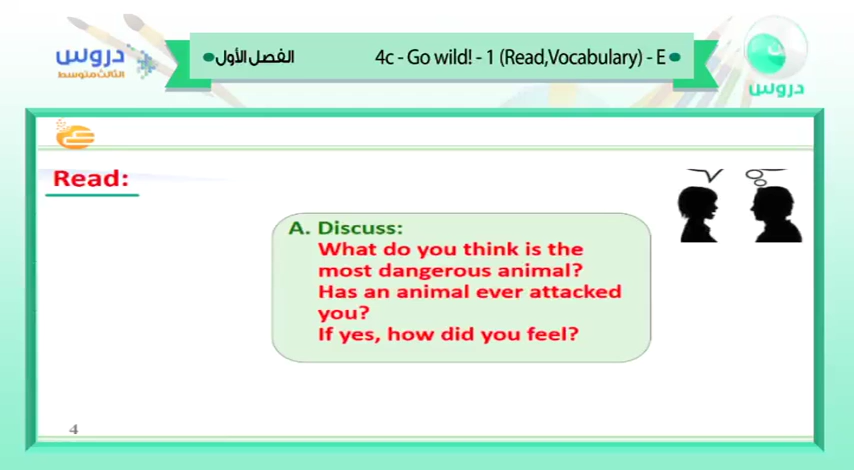 دروس
الثالث متوسط
الفصل الأول
4c - Go wild! - 1 (Read,Vocabulary) - E
دروس
Read:
A. Discuss:
What do you think is the
most dangerous animal?
Has an animal ever attacked
you?
If yes, how did you feel?
4